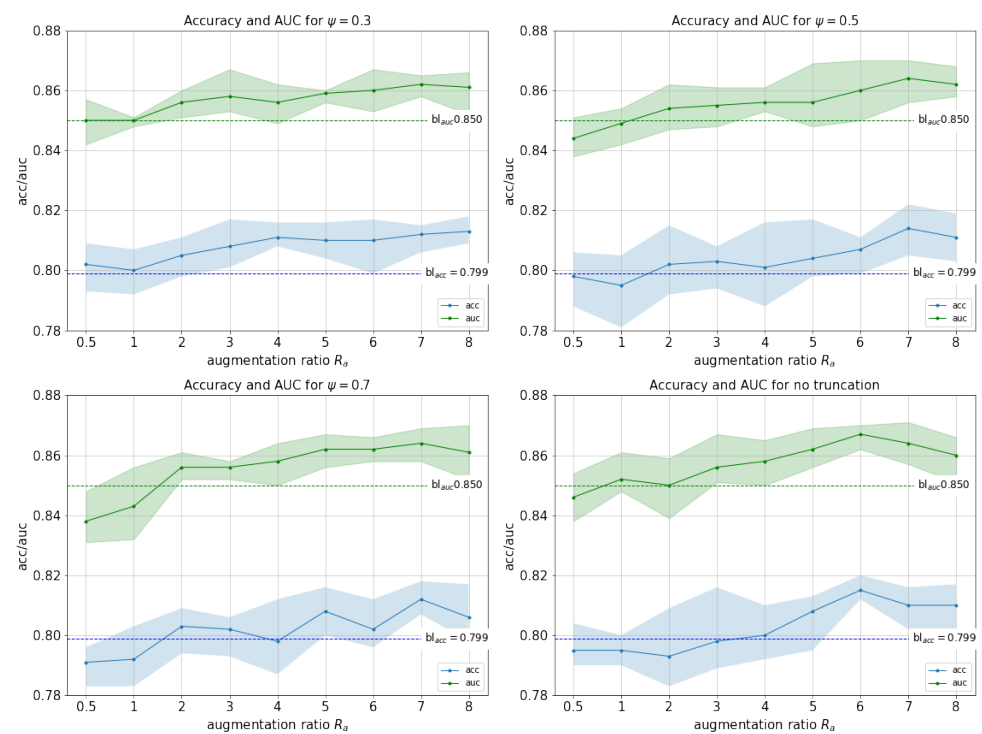 Accuracy and AUC for ψ = 0.3
0.88
0.86
0.84
0.82
0.80
0.78
acc/auc
bl_auc0.850
bl_acc = 0.799
acc
auc
0.5 1 2 3 4 5 6 7 8
augmentation ratio R_a
Accuracy and AUC for ψ = 0.5
0.88
0.86
0.84
0.82
0.80
0.78
acc/auc
bl_auc0.850
bl_acc = 0.799
acc
auc
0.5 1 2 3 4 5 6 7 8
augmentation ratio R_a
Accuracy and AUC for ψ = 0.7
0.88
0.86
0.84
0.82
0.80
0.78
acc/auc
bl_auc0.850
bl_acc = 0.799
acc
auc
0.5 1 2 3 4 5 6 7 8
augmentation ratio R_a
Accuracy and AUC for no truncation
0.88
0.86
0.84
0.82
0.80
0.78
acc/auc
bl_auc0.850
bl_acc = 0.799
acc
auc
0.5 1 2 3 4 5 6 7 8
augmentation ratio R_a